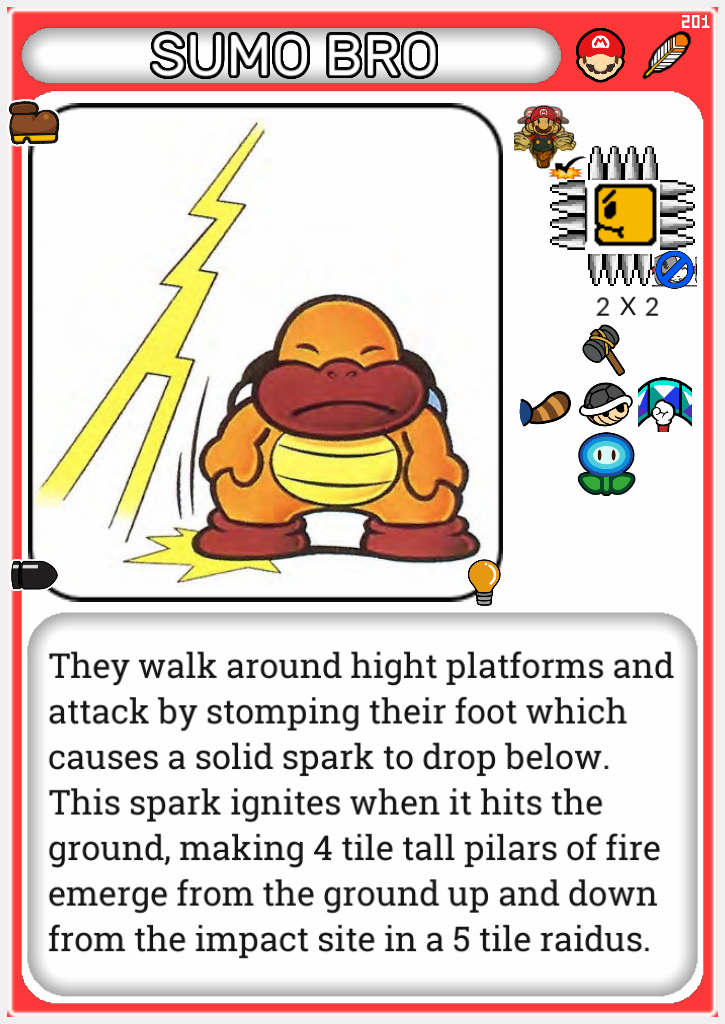 201
SUMO BRO
2 X 2
They walk around hight platforms and
attack by stomping their foot which
causes a solid spark to drop below.
This spark ignites when it hits the
ground, making 4 tile tall pilars of fire
emerge from the ground up and down
from the impact site in a 5 tile raidus.